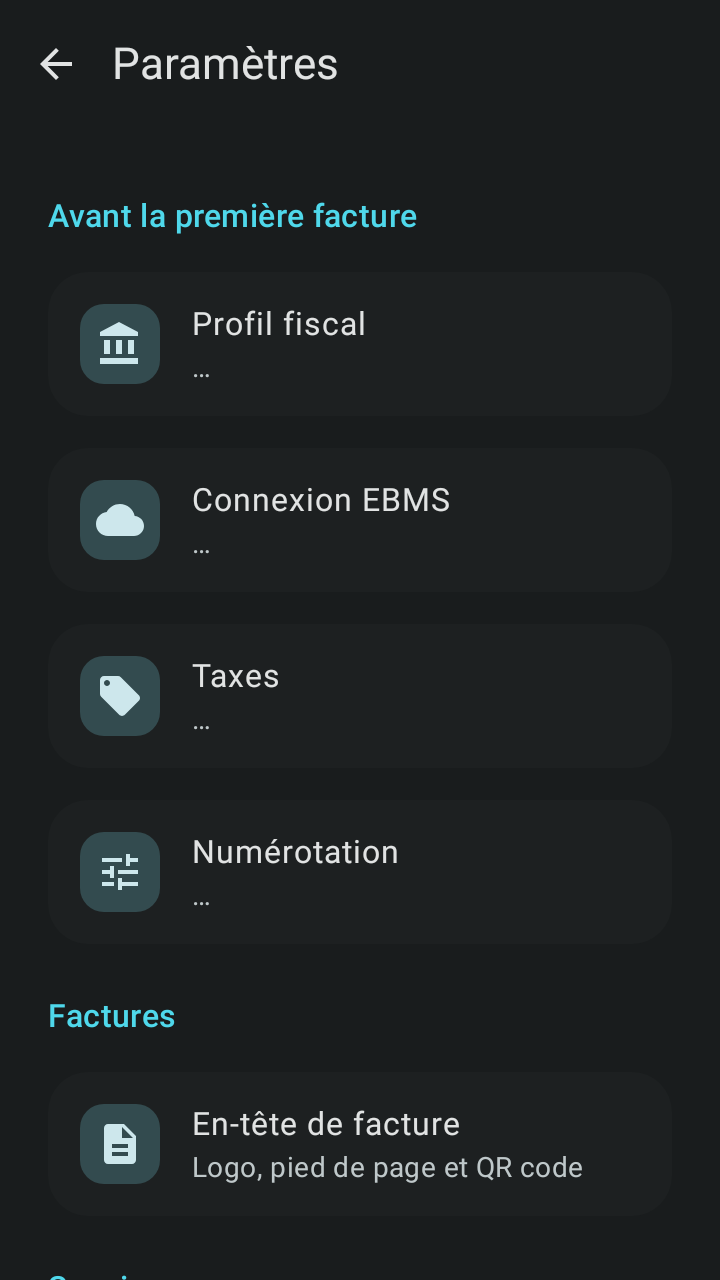 Paramètres
Avant la première facture
Profil fiscal
…
Connexion EBMS
…
Taxes
…
Numérotation
…
Factures
En-tête de facture
Logo, pied de page et QR code